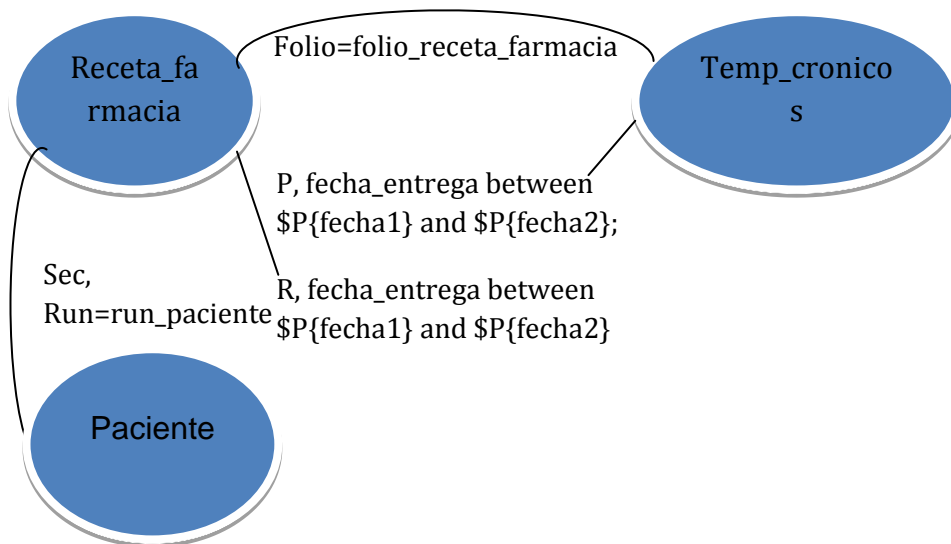 Folio=folio_receta_farmacia
Receta_fa
rmacia
Temp_cronico
s
P, fecha_entrega between
$P{fecha1} and $P{fecha2};
R, fecha_entrega between
$P{fecha1} and $P{fecha2}
Sec,
Run=run_paciente
Paciente